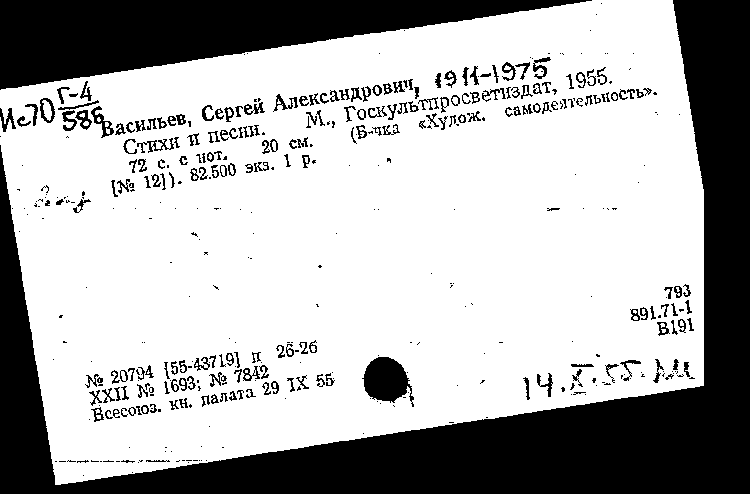 Ис70 Г-4
586
Васильев, Сергей Александрович, 1911-1975
Стихи и песни. М., Госкультпросветиздат, 1955.
72 с. с нот. 20 см. (Б-чка «Худож. самодеятельность».
[№ 12]). 82.500 экз. 1 р.
793
891.71-1
В191
№ 20794 [55-43719] п 26-26
XXII № 1693; № 7842
Всесоюз. кн. палата 29 IX 55
14.X.55.